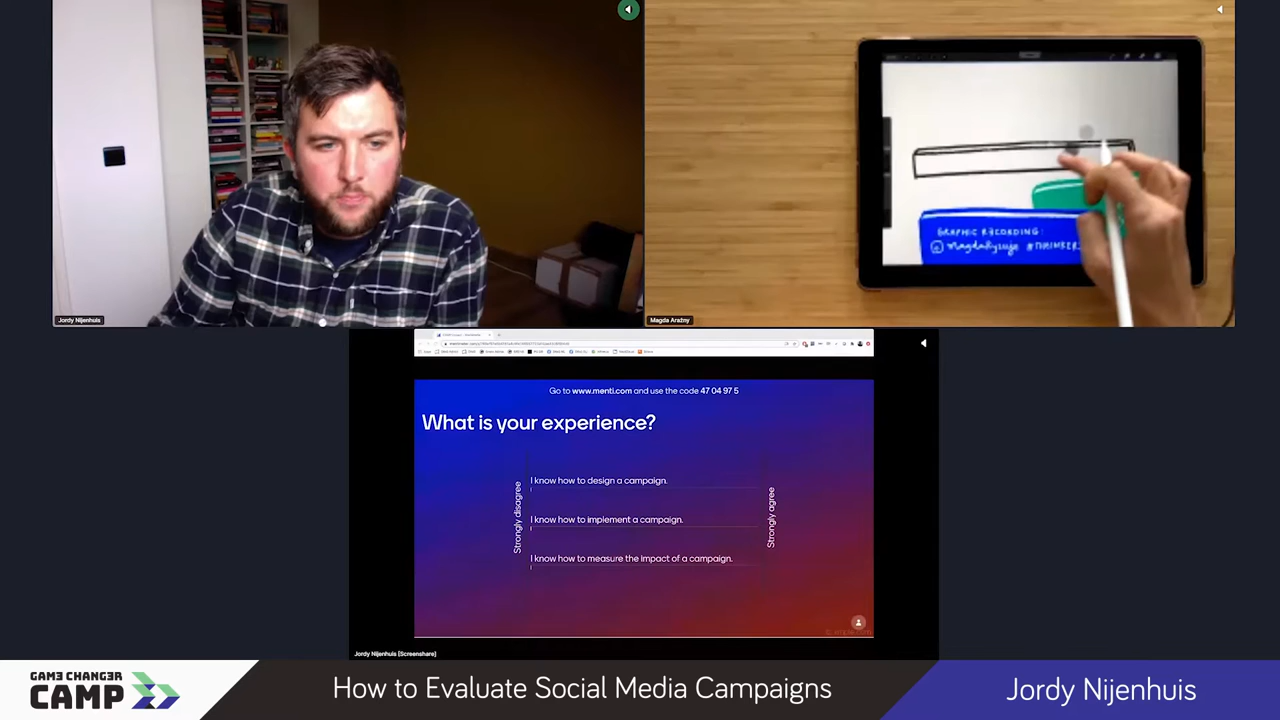 GRAPHIC RECORDING:
Jordy Nijenhuis
Magda Arażny
Go to www.menti.com and use the code 47 04 97 5
What is your experience?
Strongly disagree
I know how to design a campaign.
I know how to implement a campaign.
I know how to measure the impact of a campaign.
Strongly agree
Jordy Nijenhuis [Screenshare]
GAME CHANGER
CAMP
How to Evaluate Social Media Campaigns
Jordy Nijenhuis